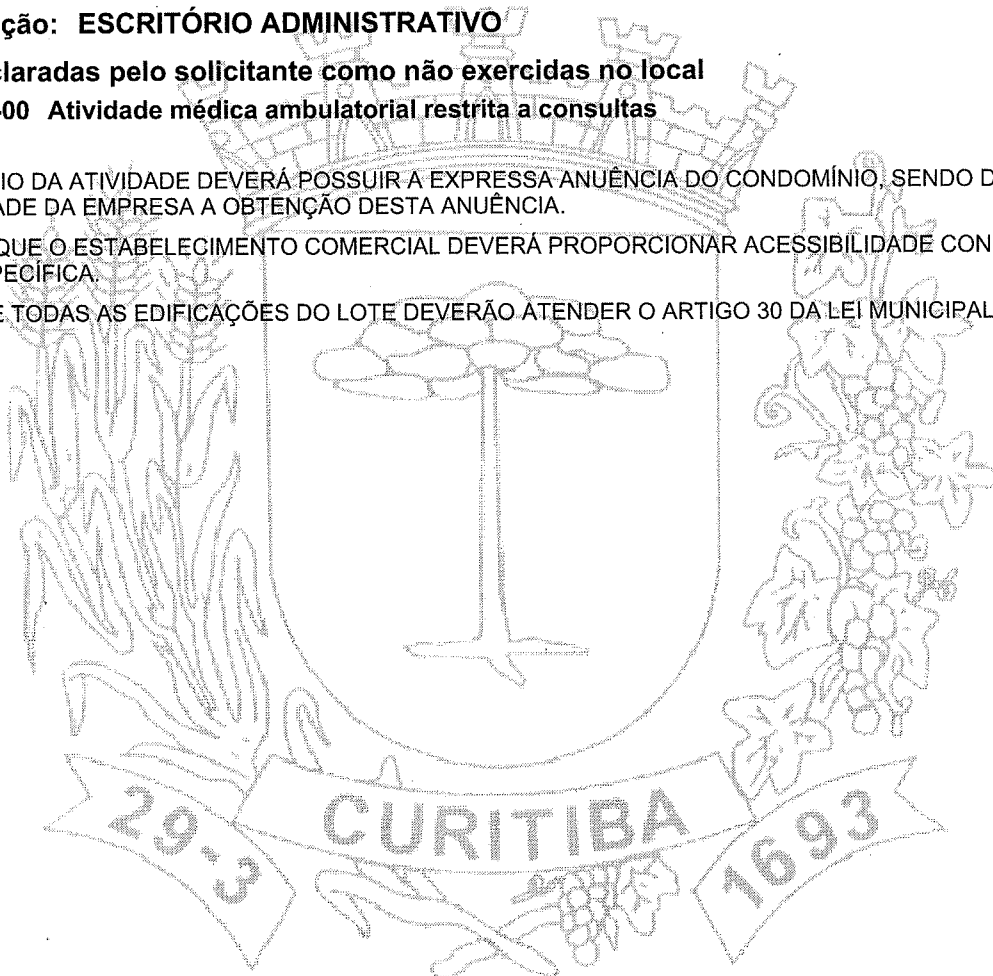 ção: ESCRITÓRIO ADMINISTRATIVO
claradas pelo solicitante como não exercidas no local
-00 Atividade médica ambulatorial restrita a consultas
IO DA ATIVIDADE DEVERÁ POSSUIR A EXPRESSA ANUÊNCIA DO CONDOMÍNIO, SENDO D
ADE DA EMPRESA A OBTENÇÃO DESTA ANUÊNCIA.
QUE O ESTABELECIMENTO COMERCIAL DEVERÁ PROPORCIONAR ACESSIBILIDADE CON
PECÍFICA.
E TODAS AS EDIFICAÇÕES DO LOTE DEVERÃO ATENDER O ARTIGO 30 DA LEI MUNICIPAL
29-3 CURITIBA 1693